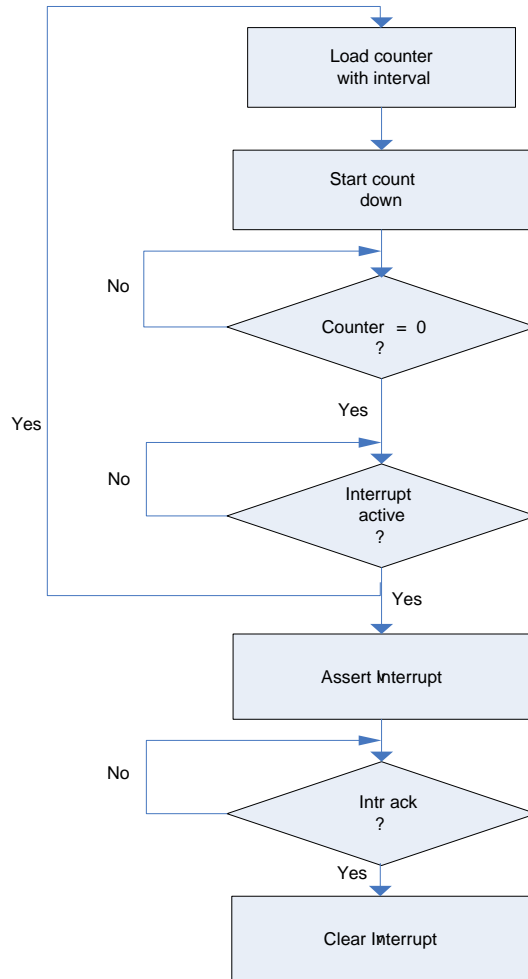 Load counter
with interval
Start count
down
No
Counter = 0
?
Yes
Yes
No
Interrupt
active
?
Yes
Assert Interrupt
No
Intr ack
?
Yes
Clear Interrupt